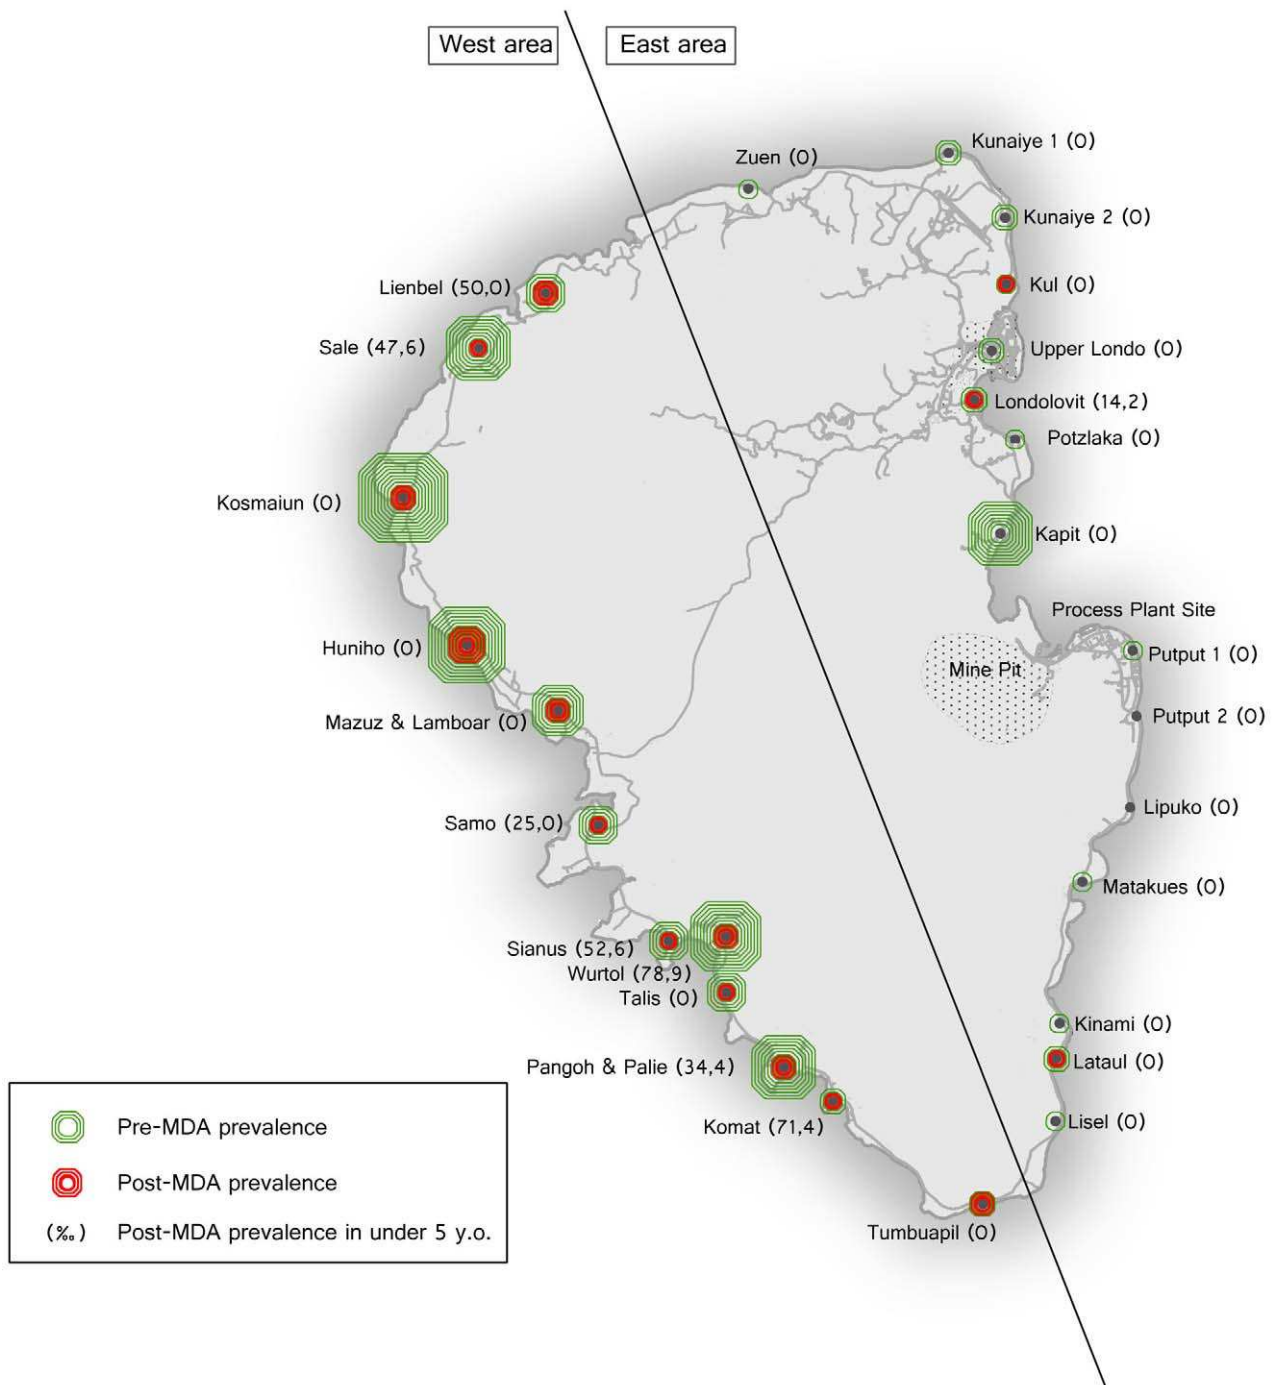 West area
East area
Kunaiye 1 (0)
Zuen (0)
Kunaiye 2 (0)
Lienbel (50,0)
Kul (0)
Sale (47,6)
Upper Londo (0)
Londolovit (14,2)
Potzlaka (0)
Kosmaiun (0)
Kapit (0)
Process Plant Site
Huniho (0)
Putput 1 (0)
Mine Pit
Mazuz & Lamboar (0)
Putput 2 (0)
Lipuko (0)
Samo (25,0)
Matakues (0)
Sianus (52,6)
Wurtol (78,9)
Talis (0)
Kinami (0)
Pangoh & Palie (34,4)
Lataul (0)
Komat (71,4)
Lisel (0)
Tumbuapil (0)
Pre-MDA prevalence
Post-MDA prevalence
(‰) Post-MDA prevalence in under 5 y.o.